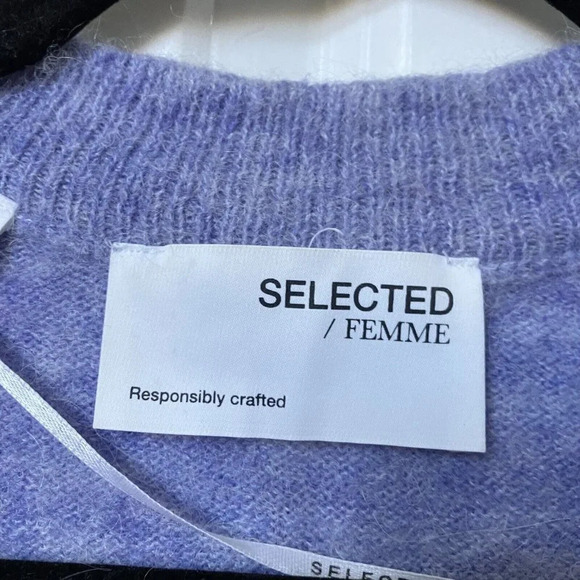 SELECTED
/ FEMME
Responsibly crafted